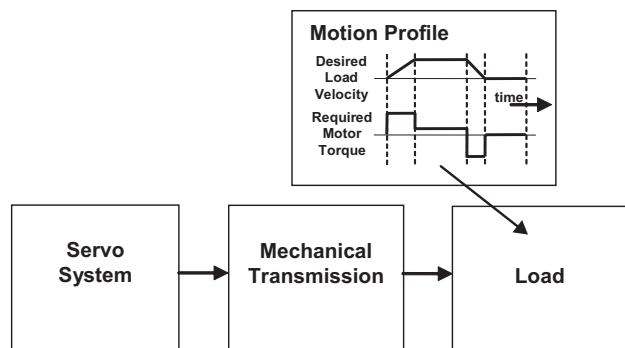 Motion Profile
Desired
Load
Velocity
time
Required
Motor
Torque
Servo
System
Mechanical
Transmission
Load